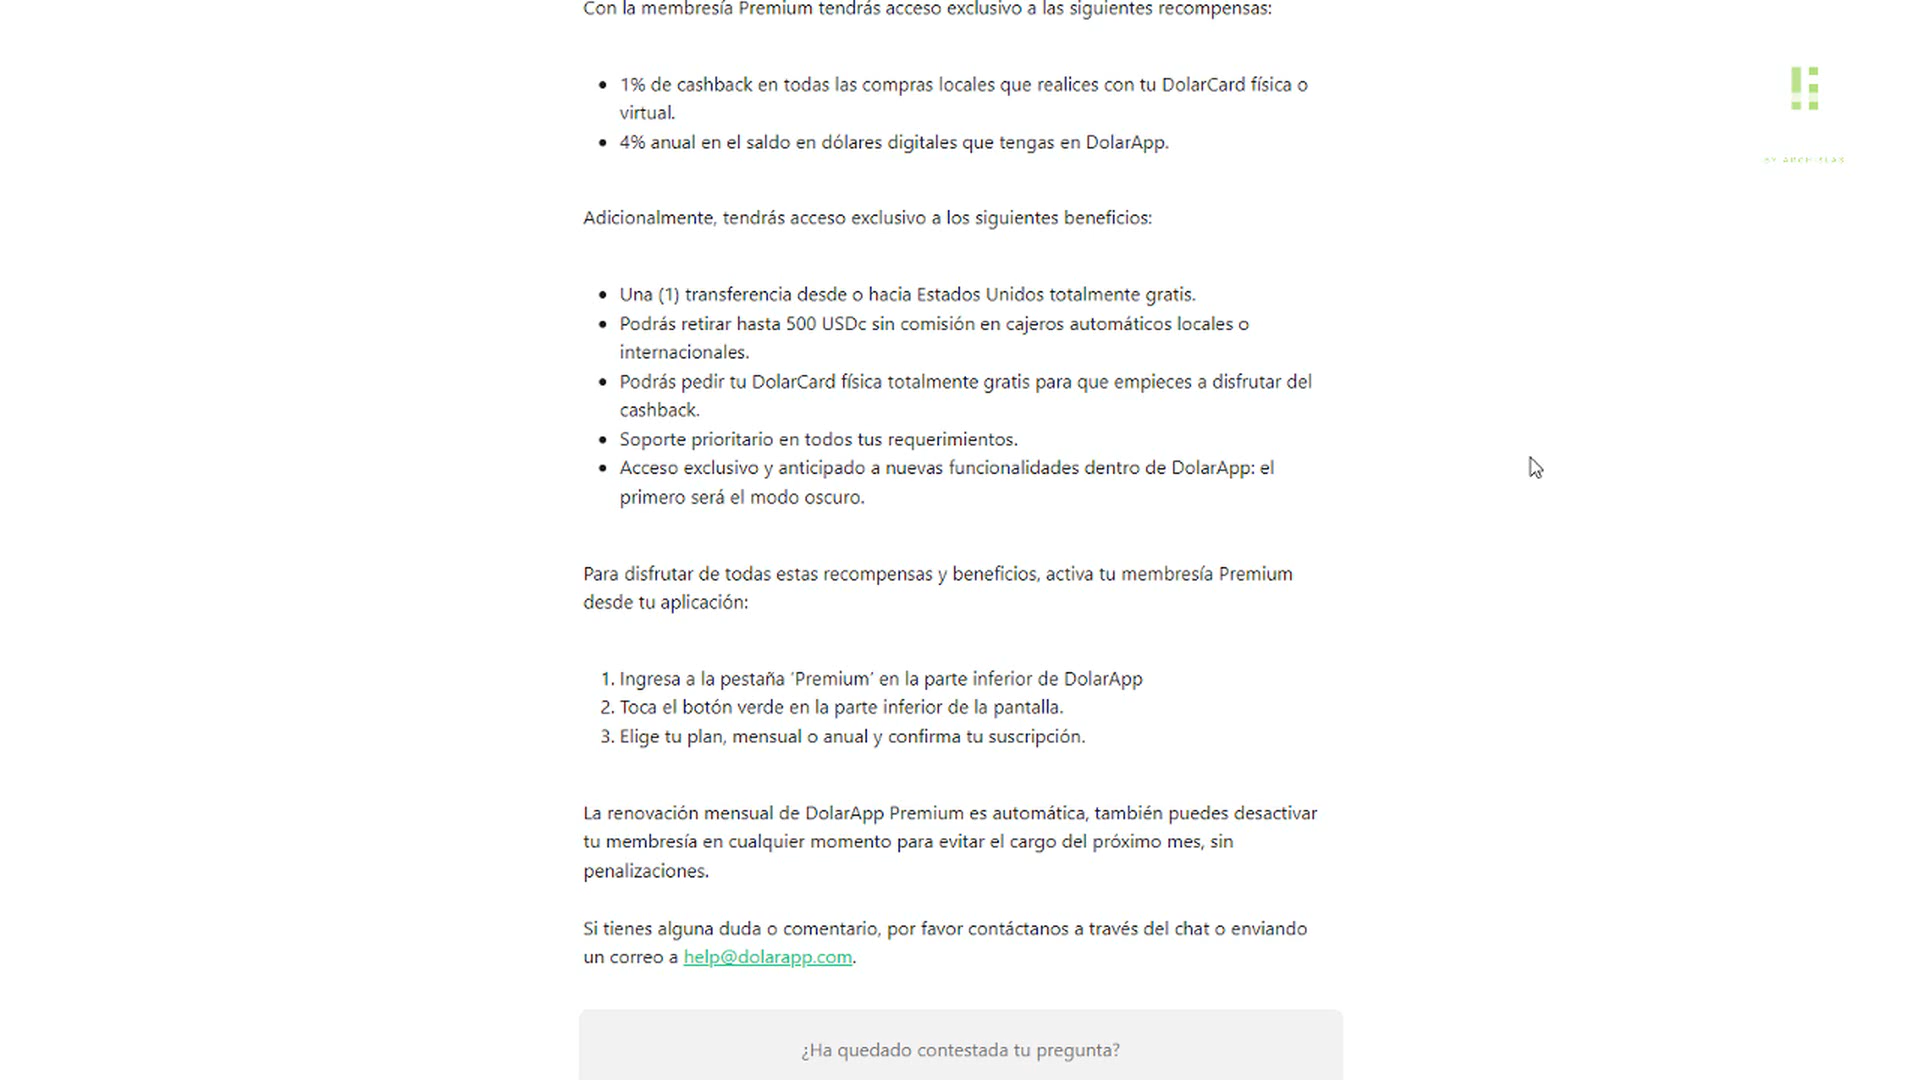 Con la membresía Premium tendrás acceso exclusivo a las siguientes recompensas:
• 1% de cashback en todas las compras locales que realices con tu DolarCard física o
virtual.
• 4% anual en el saldo en dólares digitales que tengas en DolarApp.
Adicionalmente, tendrás acceso exclusivo a los siguientes beneficios:
• Una (1) transferencia desde o hacia Estados Unidos totalmente gratis.
• Podrás retirar hasta 500 USDc sin comisión en cajeros automáticos locales o
internacionales.
• Podrás pedir tu DolarCard física totalmente gratis para que empieces a disfrutar del
cashback.
• Soporte prioritario en todos tus requerimientos.
• Acceso exclusivo y anticipado a nuevas funcionalidades dentro de DolarApp: el
primero será el modo oscuro.
Para disfrutar de todas estas recompensas y beneficios, activa tu membresía Premium
desde tu aplicación:
1. Ingresa a la pestaña ‘Premium’ en la parte inferior de DolarApp
2. Toca el botón verde en la parte inferior de la pantalla.
3. Elige tu plan, mensual o anual y confirma tu suscripción.
La renovación mensual de DolarApp Premium es automática, también puedes desactivar
tu membresía en cualquier momento para evitar el cargo del próximo mes, sin
penalizaciones.
Si tienes alguna duda o comentario, por favor contáctanos a través del chat o enviando
un correo a help@dolarapp.com.
¿Ha quedado contestada tu pregunta?